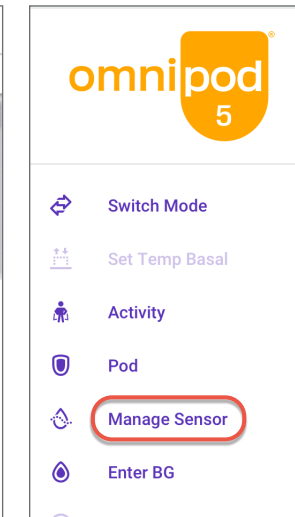 omnipod
5
Switch Mode
Set Temp Basal
Activity
Pod
Manage Sensor
Enter BG